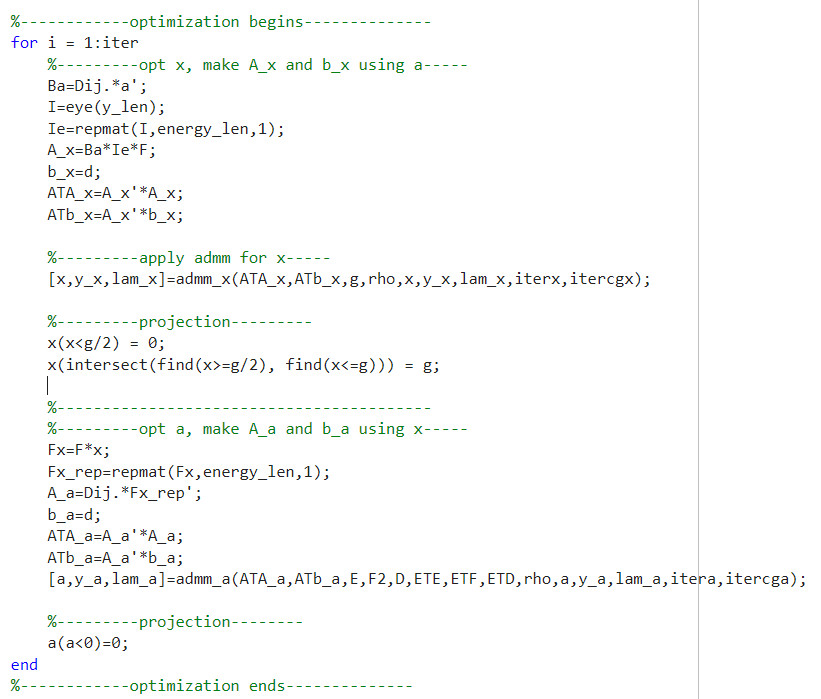 %------------optimization begins--------------
for i = 1:iter
    %---------opt x, make A_x and b_x using a-----
    Ba=Dij.*a';
    I=eye(y_len);
    Ie=repmat(I,energy_len,1);
    A_x=Ba*Ie*F;
    b_x=d;
    ATA_x=A_x'*A_x;
    ATb_x=A_x'*b_x;

    %---------apply admm for x-----
    [x,y_x,lam_x]=admm_x(ATA_x,ATb_x,g,rho,x,y_x,lam_x,iterx,itercgx);

    %---------projection---------
    x(x<g/2) = 0;
    x(intersect(find(x>=g/2), find(x<=g))) = g;

    %-----------------------------------------
    %---------opt a, make A_a and b_a using x-----
    Fx=F*x;
    Fx_rep=repmat(Fx,energy_len,1);
    A_a=Dij.*Fx_rep';
    b_a=d;
    ATA_a=A_a'*A_a;
    ATb_a=A_a'*b_a;
    [a,y_a,lam_a]=admm_a(ATA_a,ATb_a,E,F2,D,ETE,ETF,ETD,rho,a,y_a,lam_a,itera,itercga);

    %---------projection--------
    a(a<0)=0;
end
%------------optimization ends--------------